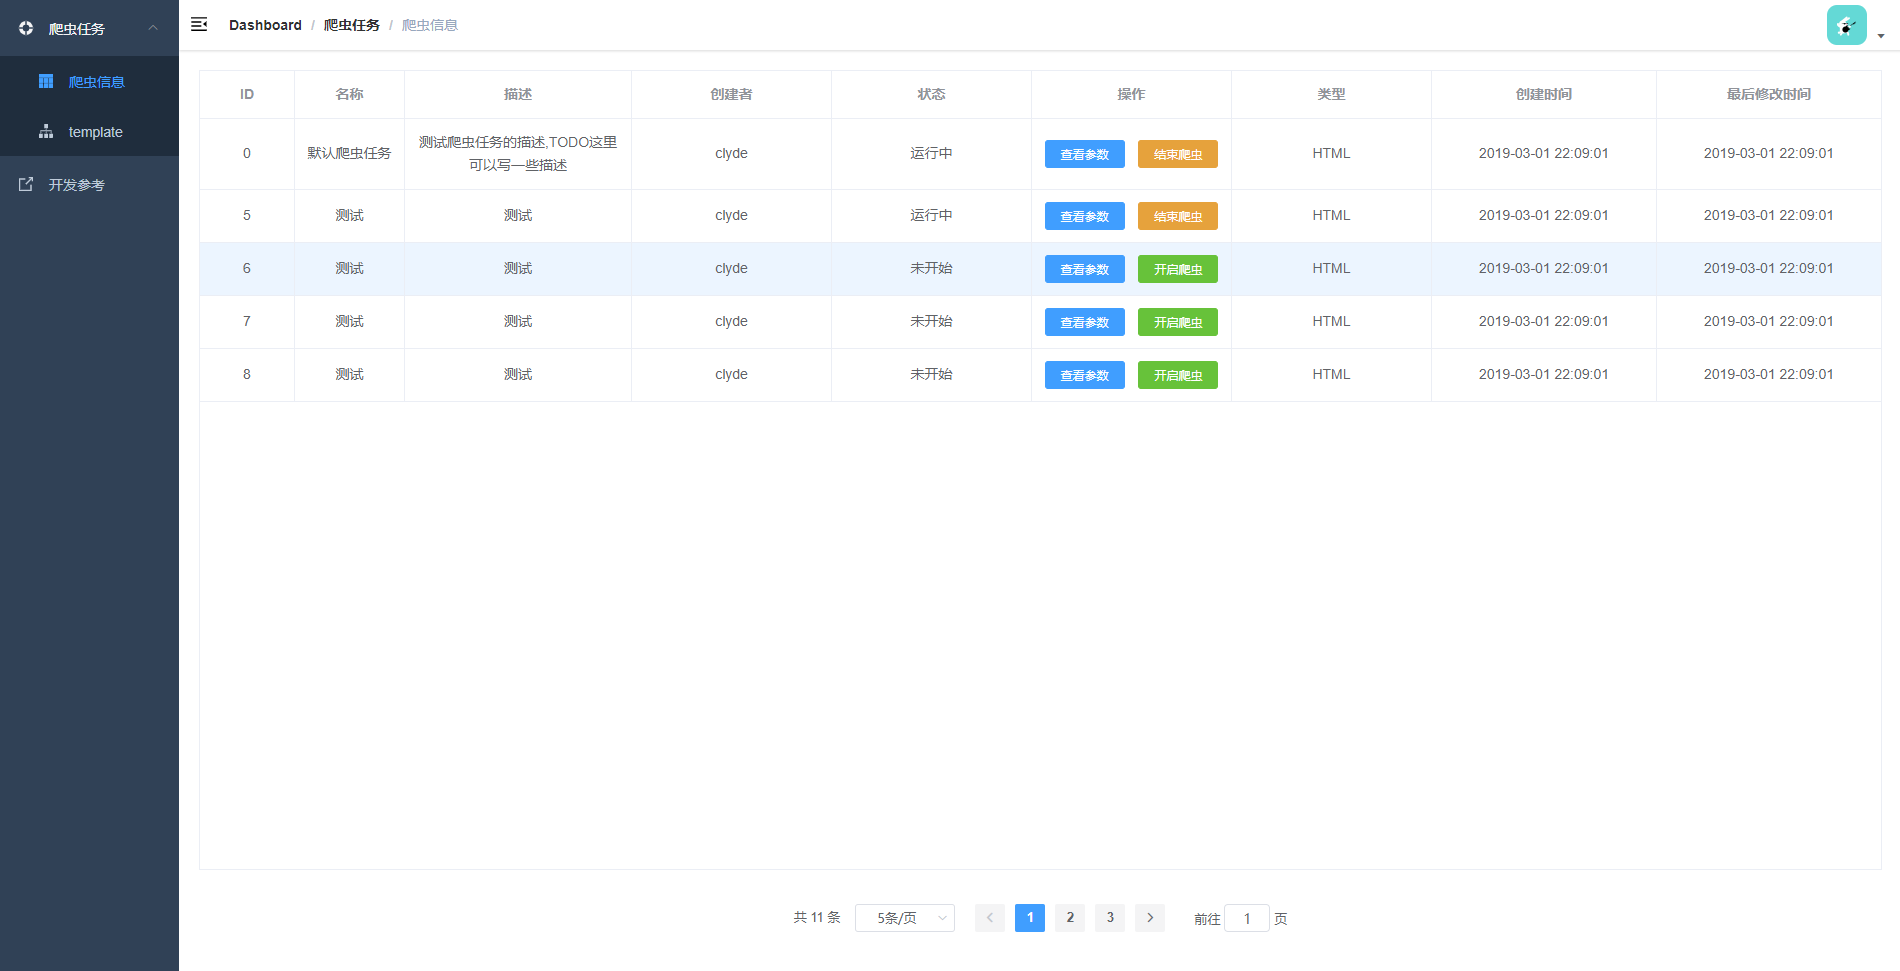 爬虫任务
爬虫信息
template
开发参考
Dashboard / 爬虫任务 / 爬虫信息
ID 名称 描述 创建者 状态 操作 类型 创建时间 最后修改时间
0 默认爬虫任务 测试爬虫任务的描述,TODO这里
可以写一些描述 clyde 运行中 查看参数 结束爬虫 HTML 2019-03-01 22:09:01 2019-03-01 22:09:01
5 测试 测试 clyde 运行中 查看参数 结束爬虫 HTML 2019-03-01 22:09:01 2019-03-01 22:09:01
6 测试 测试 clyde 未开始 查看参数 开启爬虫 HTML 2019-03-01 22:09:01 2019-03-01 22:09:01
7 测试 测试 clyde 未开始 查看参数 开启爬虫 HTML 2019-03-01 22:09:01 2019-03-01 22:09:01
8 测试 测试 clyde 未开始 查看参数 开启爬虫 HTML 2019-03-01 22:09:01 2019-03-01 22:09:01
共 11 条 5条/页 1 2 3 前往 1 页